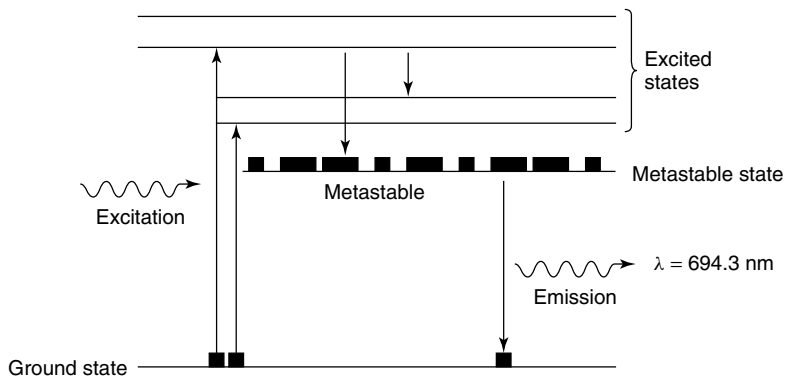 Excited
states
Metastable state
Metastable
Excitation
λ = 694.3 nm
Emission
Ground state